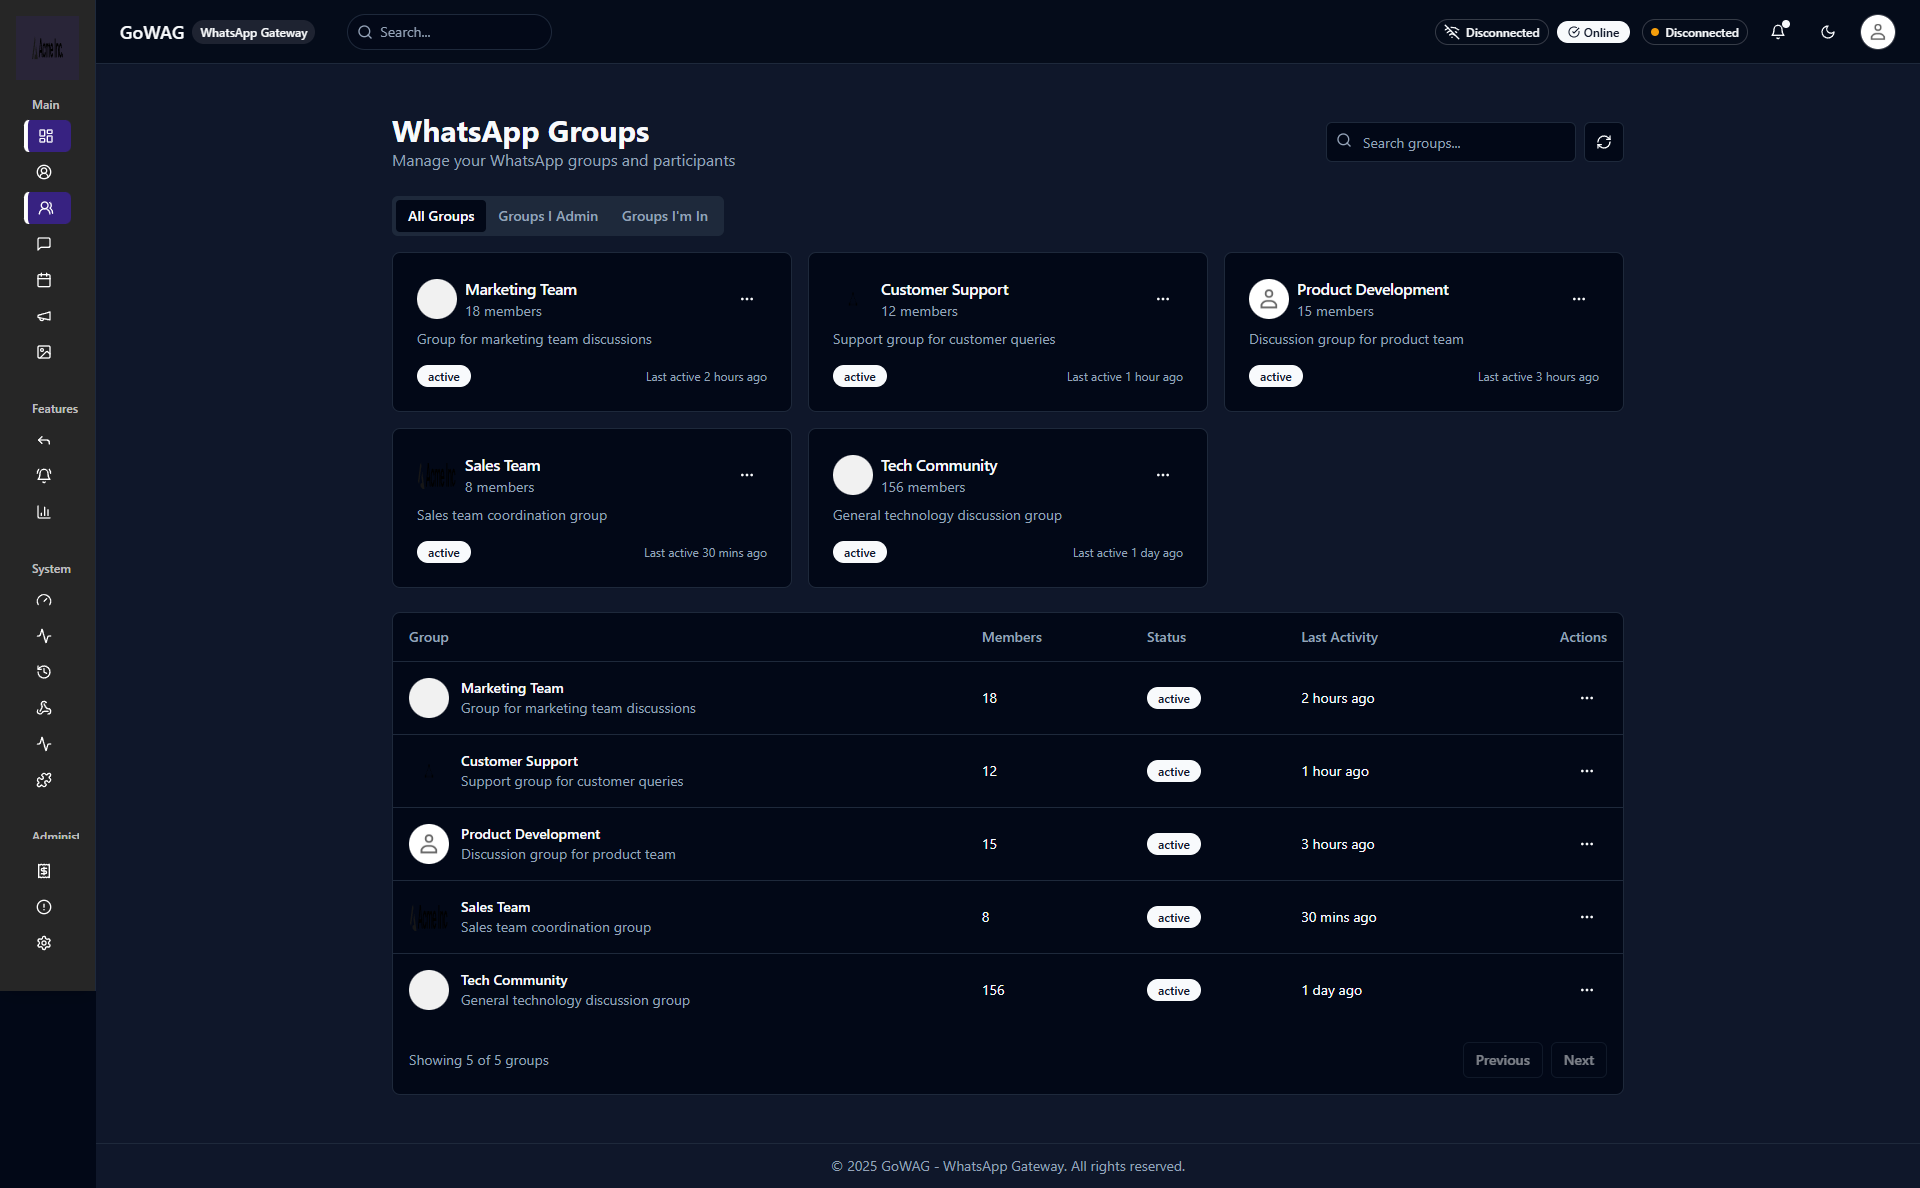 Acme Inc
GoWAG
WhatsApp Gateway
Search...
Disconnected
Online
Disconnected
Main
Features
System
Administ
WhatsApp Groups
Manage your WhatsApp groups and participants
Search groups...
All Groups
Groups I Admin
Groups I'm In
Marketing Team
18 members
Group for marketing team discussions
active
Last active 2 hours ago
Customer Support
12 members
Support group for customer queries
active
Last active 1 hour ago
Product Development
15 members
Discussion group for product team
active
Last active 3 hours ago
Acme Inc
Sales Team
8 members
Sales team coordination group
active
Last active 30 mins ago
Tech Community
156 members
General technology discussion group
active
Last active 1 day ago
Group Members Status Last Activity Actions
Marketing Team
Group for marketing team discussions
18
active
2 hours ago
Customer Support
Support group for customer queries
12
active
1 hour ago
Product Development
Discussion group for product team
15
active
3 hours ago
Acme Inc
Sales Team
Sales team coordination group
8
active
30 mins ago
Tech Community
General technology discussion group
156
active
1 day ago
Showing 5 of 5 groups
Previous
Next
© 2025 GoWAG - WhatsApp Gateway. All rights reserved.